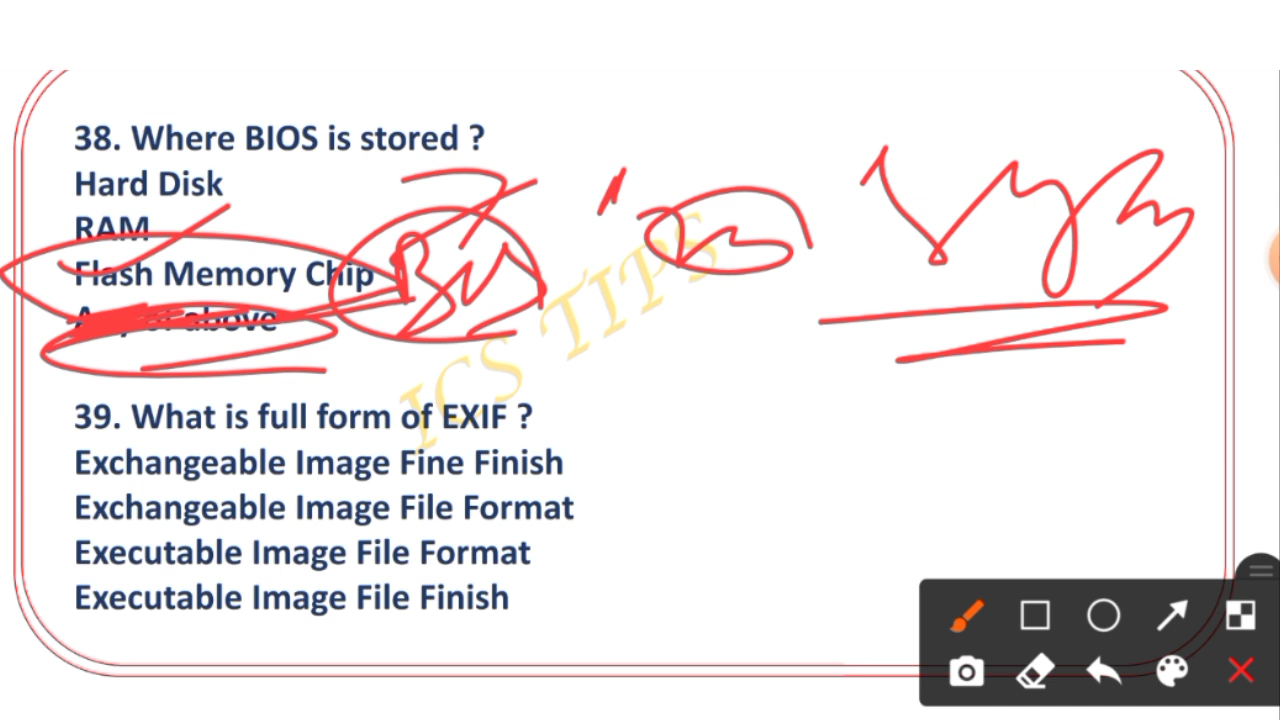 38. Where BIOS is stored ?
Hard Disk
RAM
Flash Memory Chip
above
ICS TIPS
39. What is full form of EXIF ?
Exchangeable Image Fine Finish
Exchangeable Image File Format
Executable Image File Format
Executable Image File Finish